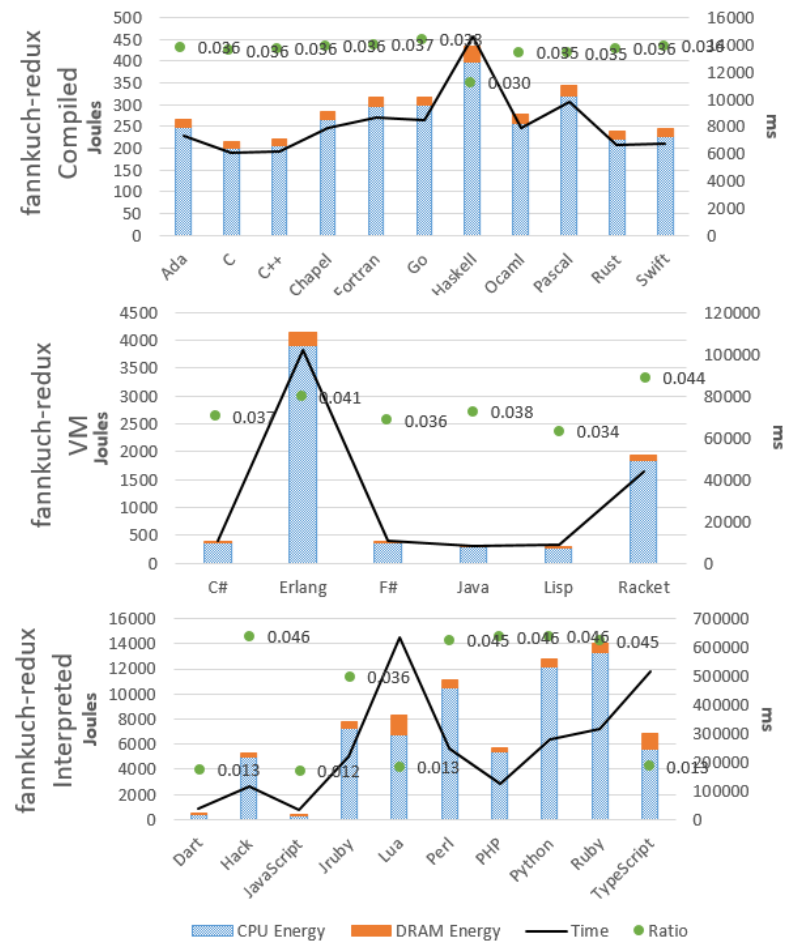 fannkuch-redux
Compiled
Joules
500
450
400
350
300
250
200
150
100
50
0
16000
14000
12000
10000
8000
6000
4000
2000
0
ms
0.036 0.036 0.036 0.036 0.036 0.037 0.038 0.030 0.035 0.035 0.036 0.036
Ada C C++ Chapel Fortran Go Haskell Ocaml Pascal Rust Swift
fannkuch-redux
VM
Joules
4500
4000
3500
3000
2500
2000
1500
1000
500
0
120000
100000
80000
60000
40000
20000
0
ms
0.037 0.041 0.036 0.038 0.034 0.044
C# Erlang F# Java Lisp Racket
fannkuch-redux
Interpreted
Joules
16000
14000
12000
10000
8000
6000
4000
2000
0
700000
600000
500000
400000
300000
200000
100000
0
ms
0.013 0.046 0.012 0.036 0.013 0.045 0.046 0.046 0.045 0.013
Dart Hack JavaScript Jruby Lua Perl PHP Python Ruby TypeScript
CPU Energy DRAM Energy Time Ratio